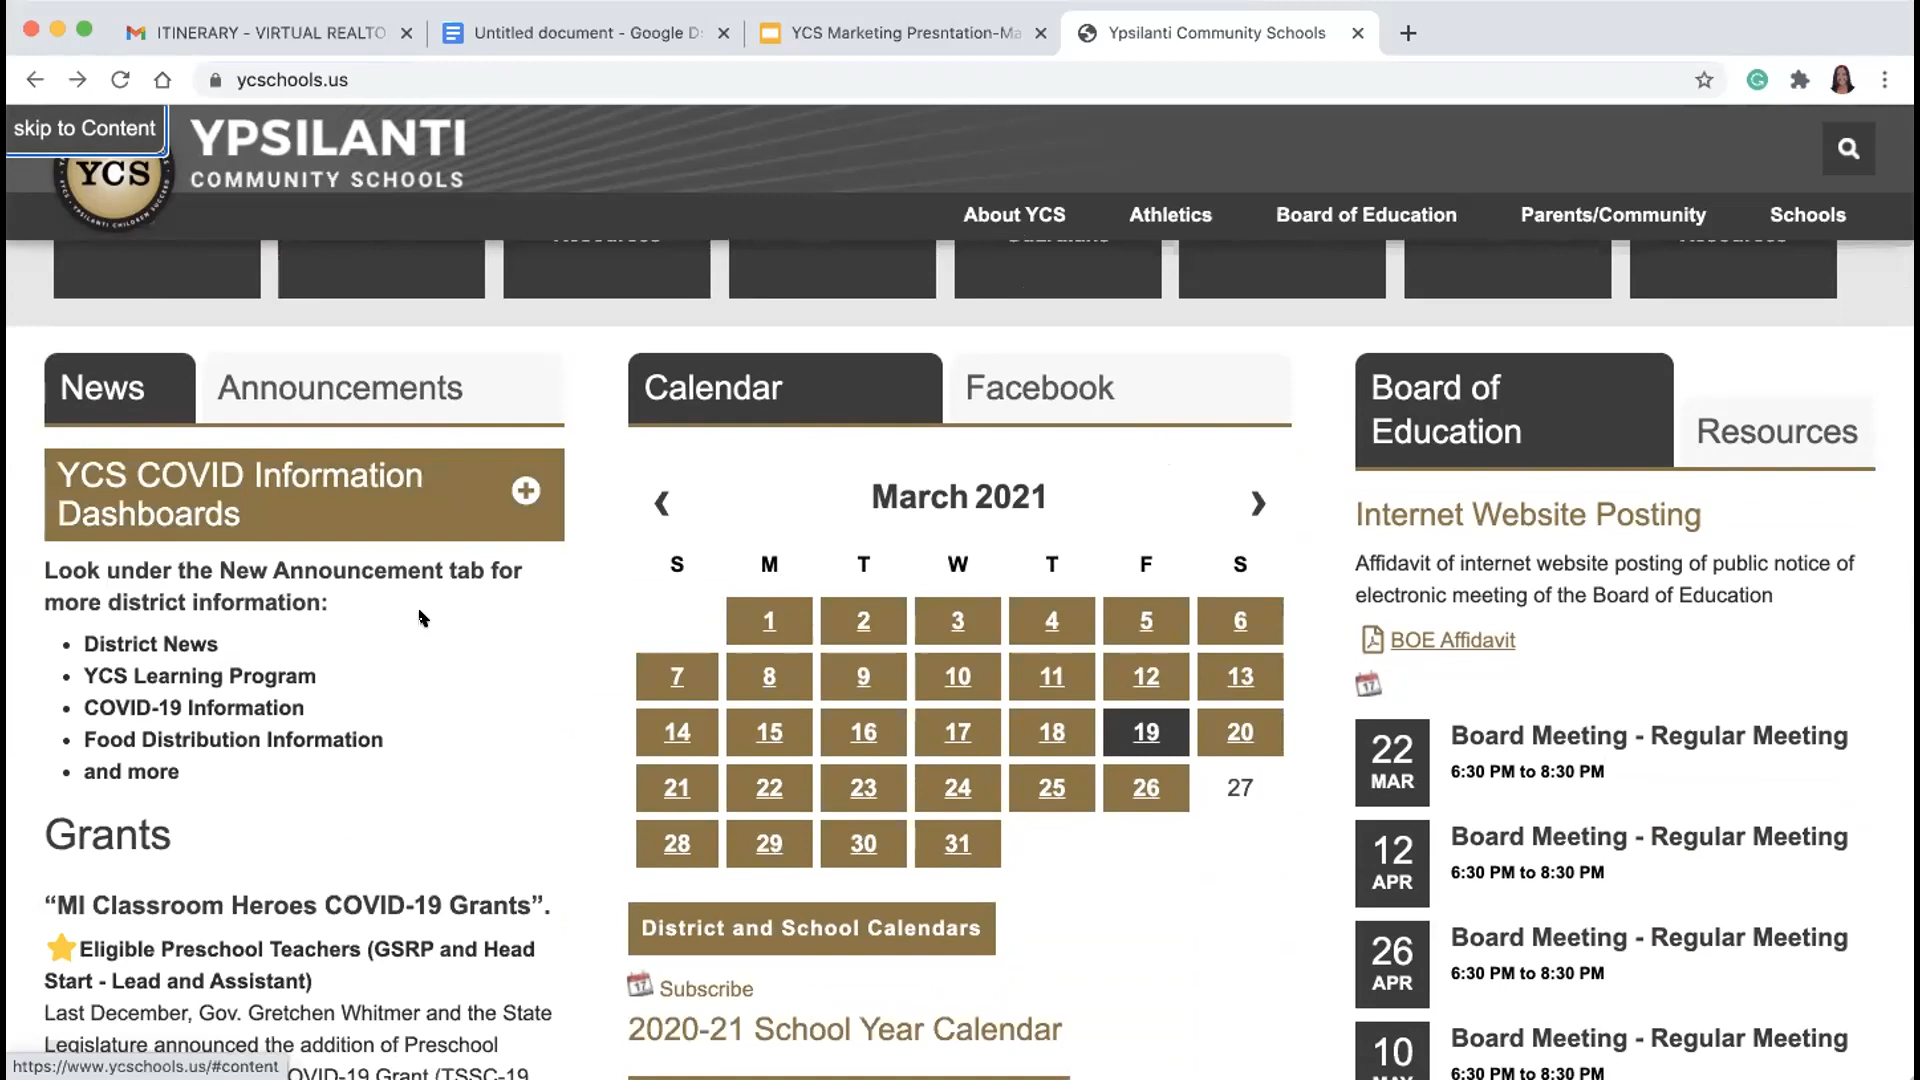 ITINERARY - VIRTUAL REALTO
Untitled document - Google D
YCS Marketing Presntation-Ma
Ypsilanti Community Schools
ycschools.us
skip to Content
YCS
YPSILANTI
COMMUNITY SCHOOLS
About YCS
Athletics
Board of Education
Parents/Community
Schools
News
Announcements
YCS COVID Information
Dashboards
Look under the New Announcement tab for
more district information:
• District News
• YCS Learning Program
• COVID-19 Information
• Food Distribution Information
• and more
Grants
“MI Classroom Heroes COVID-19 Grants”.
Eligible Preschool Teachers (GSRP and Head
Start - Lead and Assistant)
Last December, Gov. Gretchen Whitmer and the State
Legislature announced the addition of Preschool
OVID-19 Grant (TSSC-19
https://www.ycschools.us/#content
Calendar
Facebook
March 2021
S M T W T F S
1 2 3 4 5 6
7 8 9 10 11 12 13
14 15 16 17 18 19 20
21 22 23 24 25 26 27
28 29 30 31
District and School Calendars
Subscribe
2020-21 School Year Calendar
Board of
Education
Resources
Internet Website Posting
Affidavit of internet website posting of public notice of
electronic meeting of the Board of Education
BOE Affidavit
22 MAR
Board Meeting - Regular Meeting
6:30 PM to 8:30 PM
12 APR
Board Meeting - Regular Meeting
6:30 PM to 8:30 PM
26 APR
Board Meeting - Regular Meeting
6:30 PM to 8:30 PM
10 MAY
Board Meeting - Regular Meeting
6:30 PM to 8:30 PM